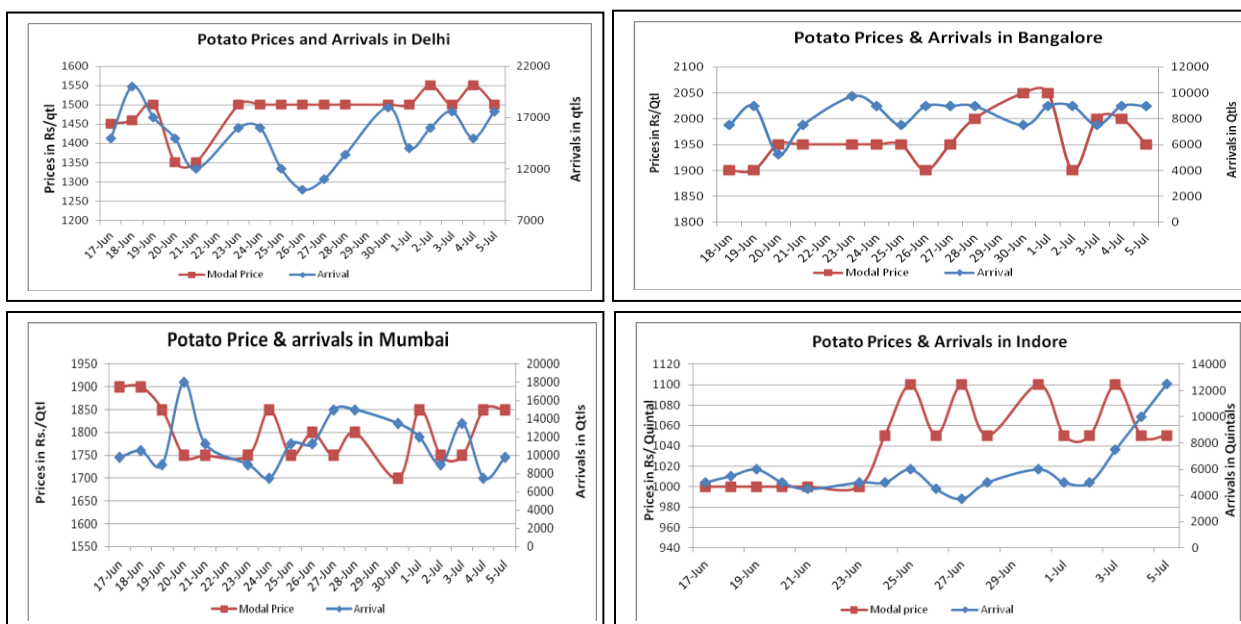 Potato Prices and Arrivals in Delhi
Prices in Rs/qtl
1600
1550
1500
1450
1400
1350
1300
1250
1200
22000
17000
12000
7000
Arrivals in qtls
17-Jun
18-Jun
19-Jun
20-Jun
21-Jun
22-Jun
23-Jun
24-Jun
25-Jun
26-Jun
27-Jun
28-Jun
29-Jun
30-Jun
1-Jul
2-Jul
3-Jul
4-Jul
5-Jul
Modal Price
Arrival
Potato Prices & Arrivals in Bangalore
Prices in Rs/Qtl
2100
2050
2000
1950
1900
1850
1800
12000
10000
8000
6000
4000
2000
0
Arrivals in Qtls
18-Jun
19-Jun
20-Jun
21-Jun
22-Jun
23-Jun
24-Jun
25-Jun
26-Jun
27-Jun
28-Jun
29-Jun
30-Jun
1-Jul
2-Jul
3-Jul
4-Jul
5-Jul
Modal Price
Arrival
Potato Price & arrivals in Mumbai
Prices in Rs./Qtl
1950
1900
1850
1800
1750
1700
1650
1600
1550
20000
18000
16000
14000
12000
10000
8000
6000
4000
2000
0
Arrivals in Qtls
17-Jun
18-Jun
19-Jun
20-Jun
21-Jun
22-Jun
23-Jun
24-Jun
25-Jun
26-Jun
27-Jun
28-Jun
29-Jun
30-Jun
1-Jul
2-Jul
3-Jul
4-Jul
5-Jul
Modal Price
Arrival
Potato Prices & Arrivals in Indore
Prices in Rs/ Quintal
1120
1100
1080
1060
1040
1020
1000
980
960
940
14000
12000
10000
8000
6000
4000
2000
0
Arrivals in Quintals
17-Jun
19-Jun
21-Jun
23-Jun
25-Jun
27-Jun
29-Jun
1-Jul
3-Jul
5-Jul
Modal price
Arrival